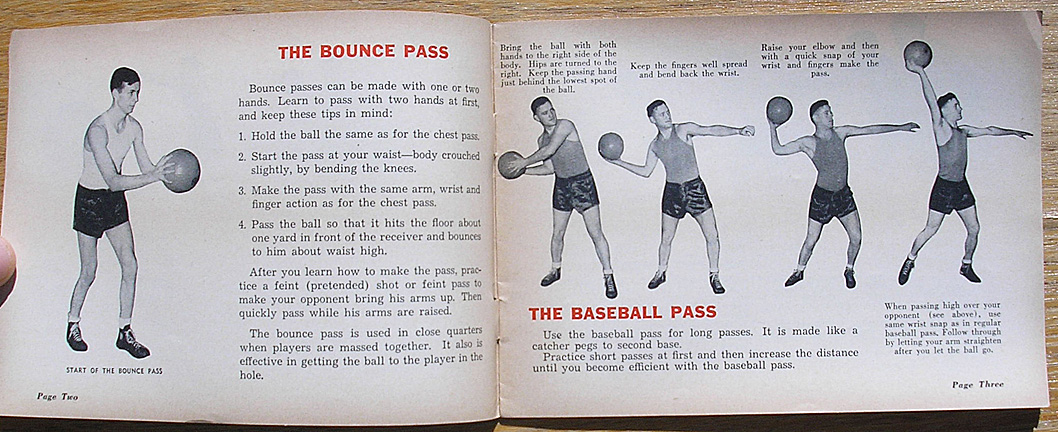 THE BOUNCE PASS
Bounce passes can be made with one or two
hands. Learn to pass with two hands at first,
and keep these tips in mind:
1. Hold the ball the same as for the chest pass.
2. Start the pass at your waist—body crouched
slightly, by bending the knees.
3. Make the pass with the same arm, wrist and
finger action as for the chest pass.
4. Pass the ball so that it hits the floor about
one yard in front of the receiver and bounces
to him about waist high.
After you learn how to make the pass, prac-
tice a feint (pretended) shot or feint pass to
make your opponent bring his arms up. Then
quickly pass while his arms are raised.
The bounce pass is used in close quarters
when players are massed together. It also is
effective in getting the ball to the player in the
hole.
START OF THE BOUNCE PASS
Page Two
Bring the ball with both
hands to the right side of the
body. Hips are turned to the
right. Keep the passing hand
just behind the lowest spot of
the ball.
Keep the fingers well spread
and bend back the wrist.
Raise your elbow and then
with a quick snap of your
wrist and fingers make the
pass.
THE BASEBALL PASS
Use the baseball pass for long passes. It is made like a
catcher pegs to second base.
Practice short passes at first and then increase the distance
until you become efficient with the baseball pass.
When passing high over your
opponent (see above), use
same wrist snap as in regular
baseball pass. Follow through
by letting your arm straighten
after you let the ball go.
Page Three